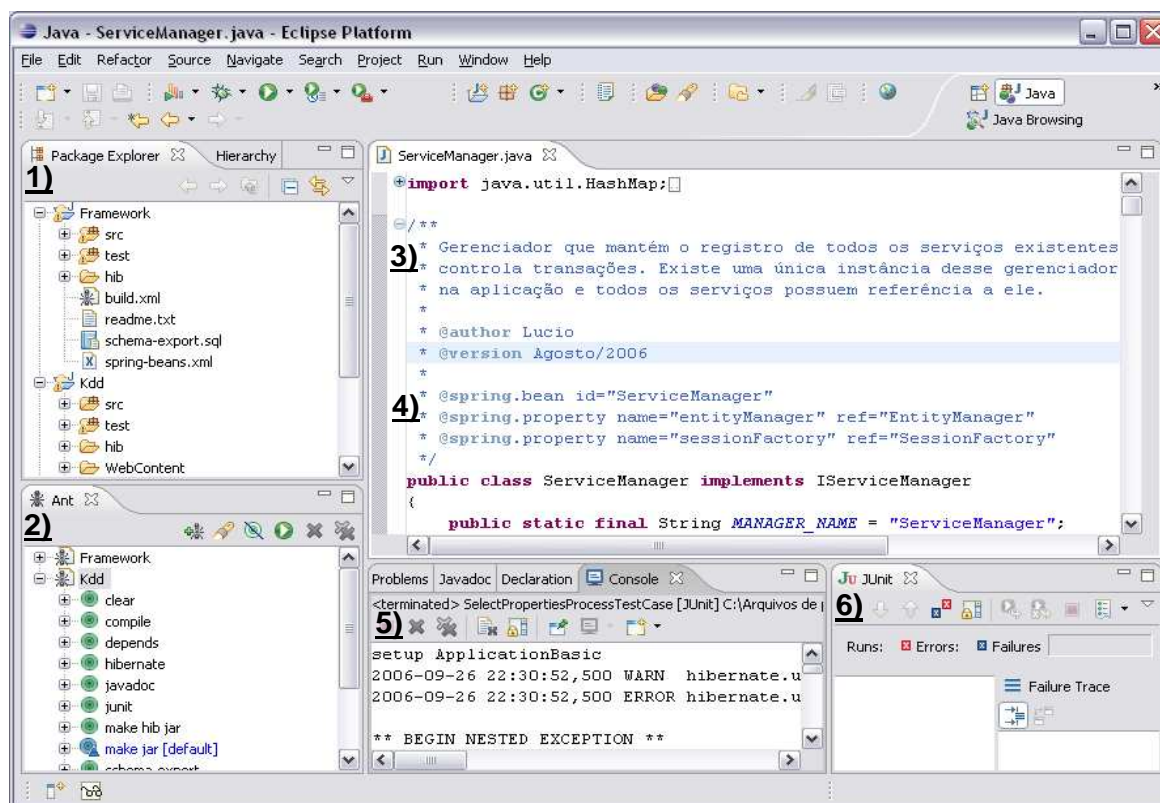 Java - ServiceManager.java - Eclipse Platform
File Edit Refactor Source Navigate Search Project Run Window Help
Java
Java Browsing
Package Explorer Hierarchy
1)
Framework
src
test
hib
build.xml
readme.txt
schema-export.sql
spring-beans.xml
Kdd
src
test
hib
WebContent
Ant
2)
Framework
Kdd
clear
compile
depends
hibernate
javadoc
junit
make hib jar
make jar [default]
schema-export
ServiceManager.java
import java.util.HashMap;
/**
3) * Gerenciador que mantém o registro de todos os serviços existentes
* controla transações. Existe uma única instância desse gerenciador
* na aplicação e todos os serviços possuem referência a ele.
*
* @author Lucio
* @version Agosto/2006
*
4) * @spring.bean id="ServiceManager"
* @spring.property name="entityManager" ref="EntityManager"
* @spring.property name="sessionFactory" ref="SessionFactory"
*/
public class ServiceManager implements IServiceManager
{
public static final String MANAGER_NAME = "ServiceManager";
Problems Javadoc Declaration Console
<terminated> SelectPropertiesProcessTestCase [JUnit] C:\Arquivos de
5)
setup ApplicationBasic
2006-09-26 22:30:52,500 WARN hibernate.u
2006-09-26 22:30:52,500 ERROR hibernate.u
** BEGIN NESTED EXCEPTION **
JU JUnit
6)
Runs: Errors: Failures
Failure Trace